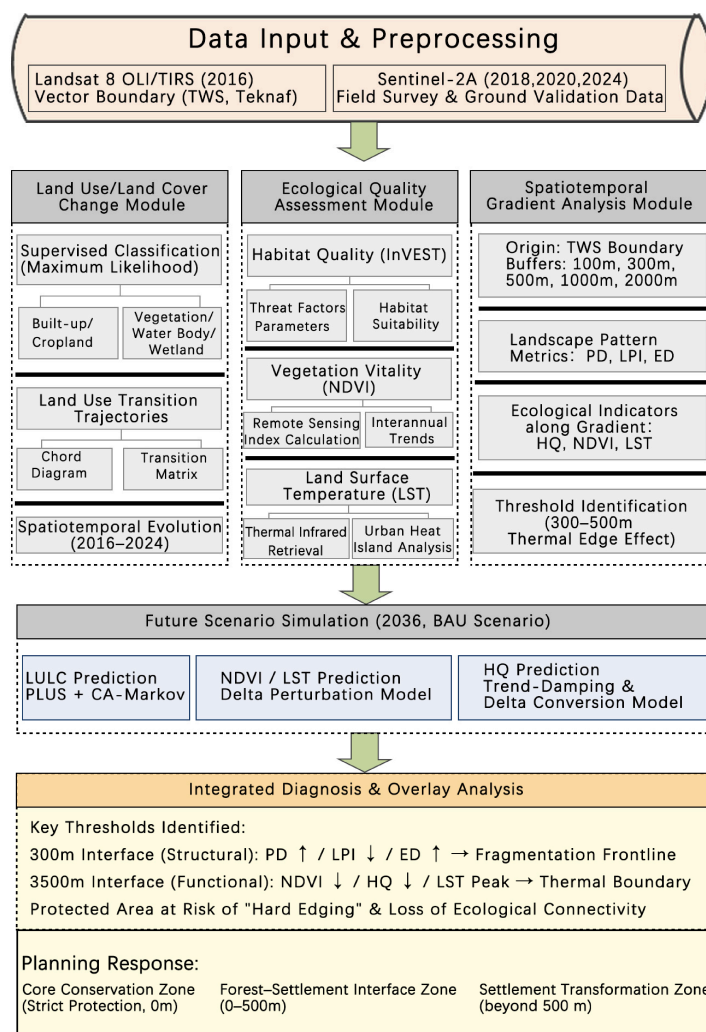 Data Input & Preprocessing
Landsat 8 OLI/TIRS (2016)
Vector Boundary (TWS, Teknaf)
Sentinel-2A (2018,2020,2024)
Field Survey & Ground Validation Data
Land Use/Land Cover
Change Module
Supervised Classification
(Maximum Likelihood)
Built-up/
Cropland
Vegetation/
Water Body/
Wetland
Land Use Transition
Trajectories
Chord
Diagram
Transition
Matrix
Spatiotemporal Evolution
(2016–2024)
Ecological Quality
Assessment Module
Habitat Quality (InVEST)
Threat Factors
Parameters
Habitat
Suitability
Vegetation Vitality
(NDVI)
Remote Sensing
Index Calculation
Interannual
Trends
Land Surface
Temperature (LST)
Thermal Infrared
Retrieval
Urban Heat
Island Analysis
Spatiotemporal
Gradient Analysis Module
Origin: TWS Boundary
Buffers: 100m, 300m,
500m, 1000m, 2000m
Landscape Pattern
Metrics: PD, LPI, ED
Ecological Indicators
along Gradient:
HQ, NDVI, LST
Threshold Identification
(300–500m
Thermal Edge Effect)
Future Scenario Simulation (2036, BAU Scenario)
LULC Prediction
PLUS + CA-Markov
NDVI / LST Prediction
Delta Perturbation Model
HQ Prediction
Trend-Damping &
Delta Conversion Model
Integrated Diagnosis & Overlay Analysis
Key Thresholds Identified:
300m Interface (Structural): PD ↑ / LPI ↓ / ED ↑ → Fragmentation Frontline
3500m Interface (Functional): NDVI ↓ / HQ ↓ / LST Peak → Thermal Boundary
Protected Area at Risk of "Hard Edging" & Loss of Ecological Connectivity
Planning Response:
Core Conservation Zone
(Strict Protection, 0m)
Forest–Settlement Interface Zone
(0–500m)
Settlement Transformation Zone
(beyond 500 m)